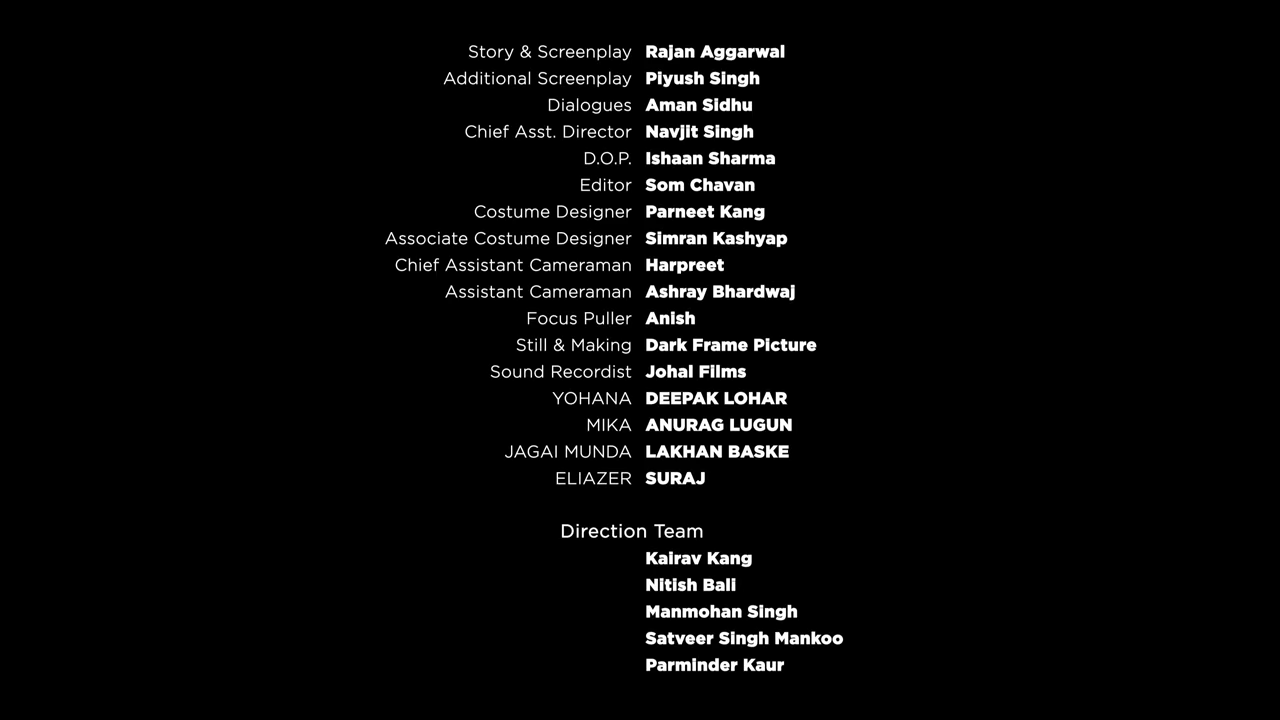 Story & Screenplay Rajan Aggarwal
Additional Screenplay Piyush Singh
Dialogues Aman Sidhu
Chief Asst. Director Navjit Singh
D.O.P. Ishaan Sharma
Editor Som Chavan
Costume Designer Parneet Kang
Associate Costume Designer Simran Kashyap
Chief Assistant Cameraman Harpreet
Assistant Cameraman Ashray Bhardwaj
Focus Puller Anish
Still & Making Dark Frame Picture
Sound Recordist Johal Films
YOHANA DEEPAK LOHAR
MIKA ANURAG LUGUN
JAGAI MUNDA LAKHAN BASKE
ELIAZER SURAJ
Direction Team
Kairav Kang
Nitish Bali
Manmohan Singh
Satveer Singh Mankoo
Parminder Kaur